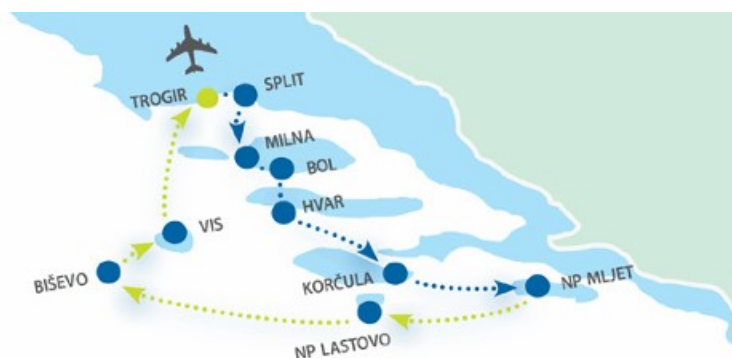 TROGIR
SPLIT
MILNA
BOL
HVAR
VIS
BIŠEVO
KORČULA
NP MLJET
NP LASTOVO